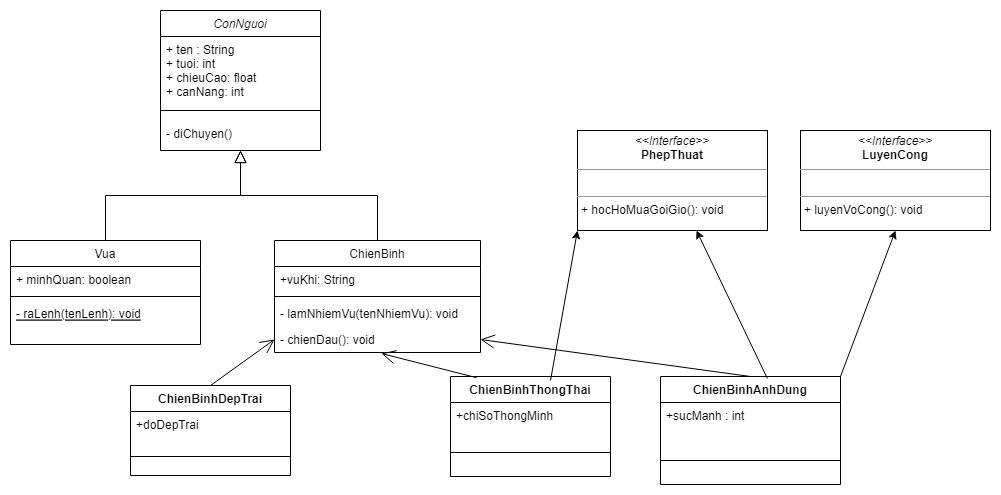 ConNguoi
+ ten : String
+ tuoi: int
+ chieuCao: float
+ canNang: int
- diChuyen()
<<Interface>>
PhepThuat
+ hocHoMuaGoiGio(): void
<<Interface>>
LuyenCong
+ luyenVoCong(): void
Vua
+ minhQuan: boolean
- raLenh(tenLenh): void
ChienBinh
+vuKhi: String
- lamNhiemVu(tenNhiemVu): void
- chienDau(): void
ChienBinhDepTrai
+doDepTrai
ChienBinhThongThai
+chiSoThongMinh
ChienBinhAnhDung
+sucManh : int